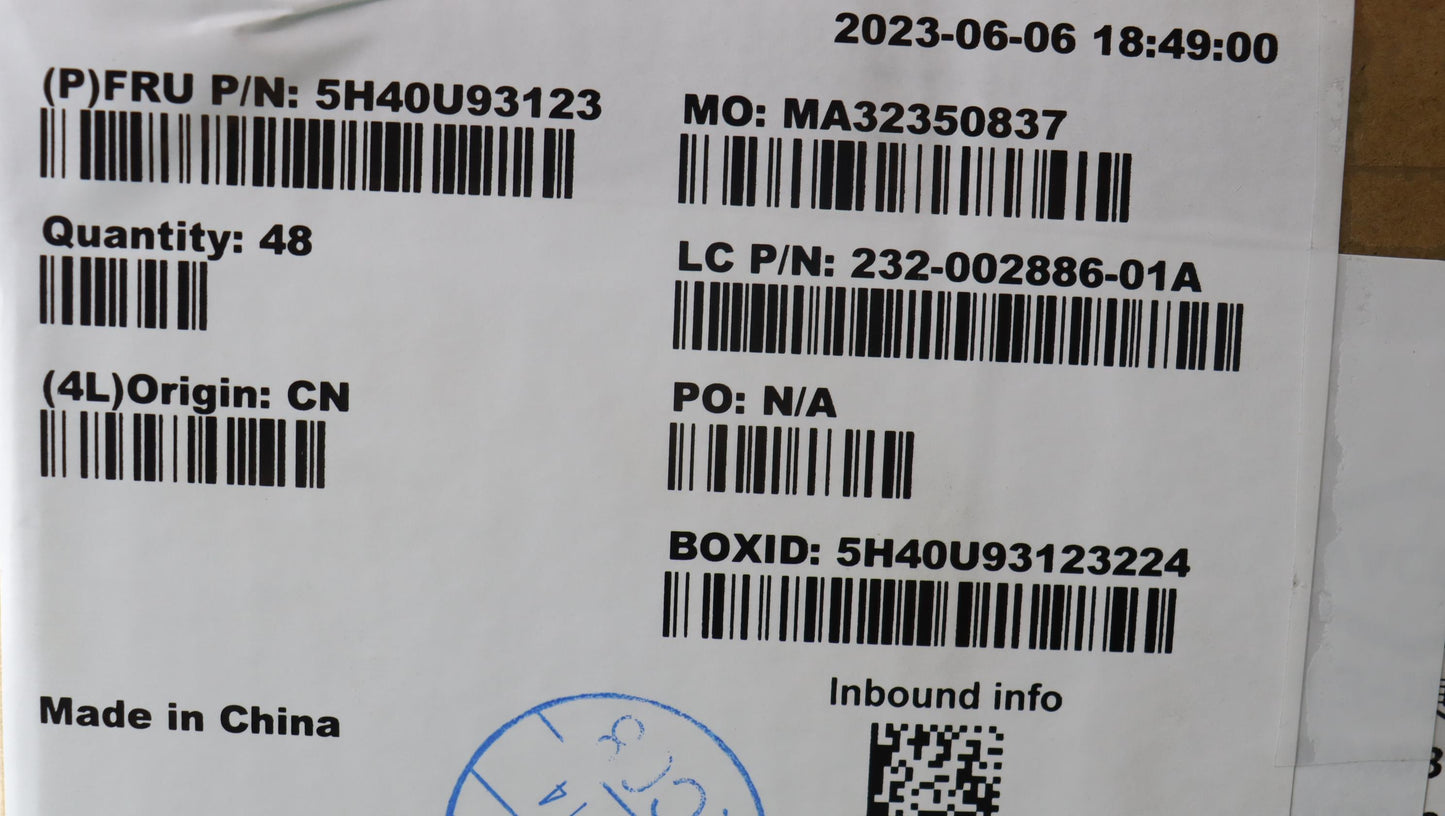 2023-06-06 18:49:00
(P)FRU P/N: 5H40U93123
MO: MA32350837
Quantity: 48
LC P/N: 232-002886-01A
(4L)Origin: CN
PO: N/A
BOXID: 5H40U93123224
Made in China
Inbound info